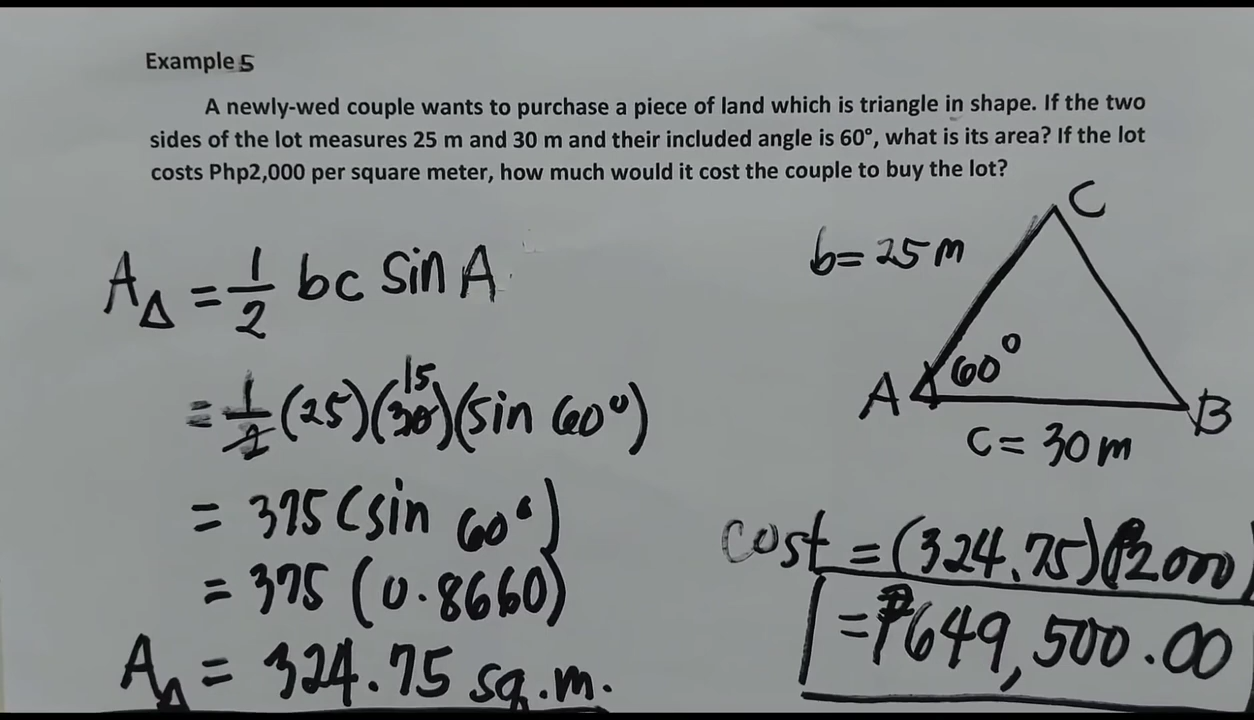 Example 5
A newly-wed couple wants to purchase a piece of land which is triangle in shape. If the two
sides of the lot measures 25 m and 30 m and their included angle is 60°, what is its area? If the lot
costs Php2,000 per square meter, how much would it cost the couple to buy the lot?
A△ = 1/2 bc sin A
= 1/2 (25)(30)(sin 60°)
15
= 375 (sin 60°)
= 375 (0.8660)
A△ = 324.75 sq.m.
C
b = 25 m
60°
A
B
c = 30 m
cost = (324.75)(₱2000)
= ₱649,500.00